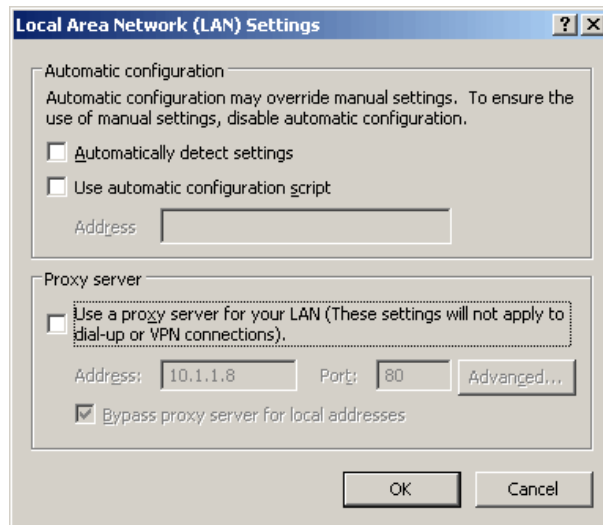 Local Area Network (LAN) Settings
Automatic configuration
Automatic configuration may override manual settings. To ensure the
use of manual settings, disable automatic configuration.
Automatically detect settings
Use automatic configuration script
Address
Proxy server
Use a proxy server for your LAN (These settings will not apply to
dial-up or VPN connections).
Address: 10.1.1.8 Port: 80 Advanced...
Bypass proxy server for local addresses
OK Cancel